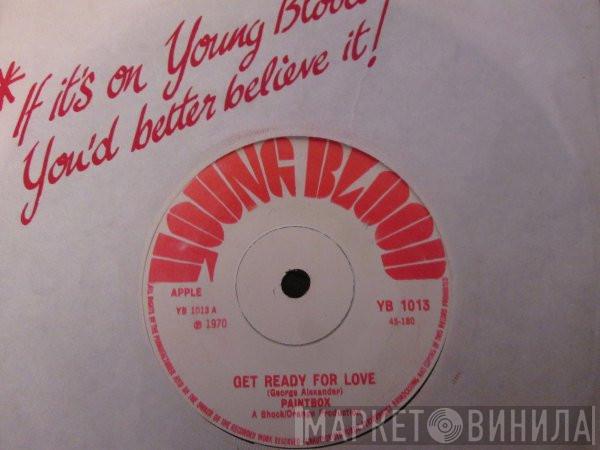 *If it's on Young Blood
You'd better believe it!
YOUNG BLOOD
APPLE
YB 1013 A
℗ 1970
YB 1013
45-180
GET READY FOR LOVE
(George Alexander)
PAINTBOX
A Shock/Orange Production
МАРКЕТ ВИНИЛА